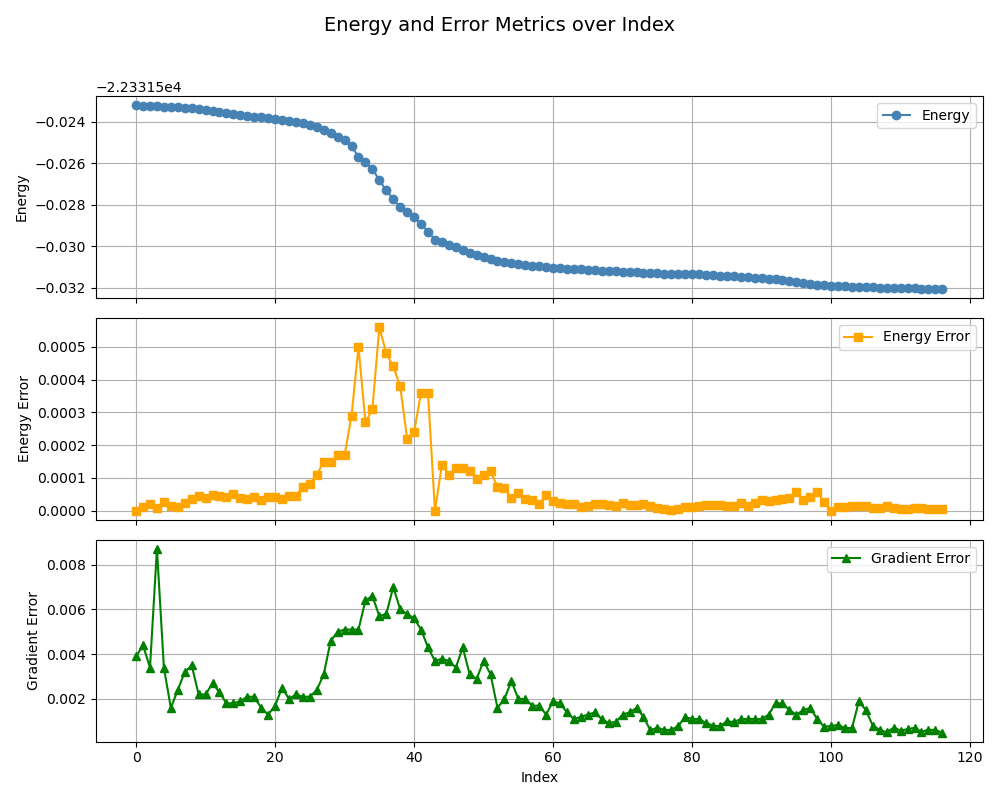 Energy and Error Metrics over Index
−2.23315e4
−0.024
−0.026
−0.028
−0.030
−0.032
Energy
Energy
0.0005
0.0004
0.0003
0.0002
0.0001
0.0000
Energy Error
Energy Error
0.008
0.006
0.004
0.002
Gradient Error
Gradient Error
0 20 40 60 80 100 120
Index